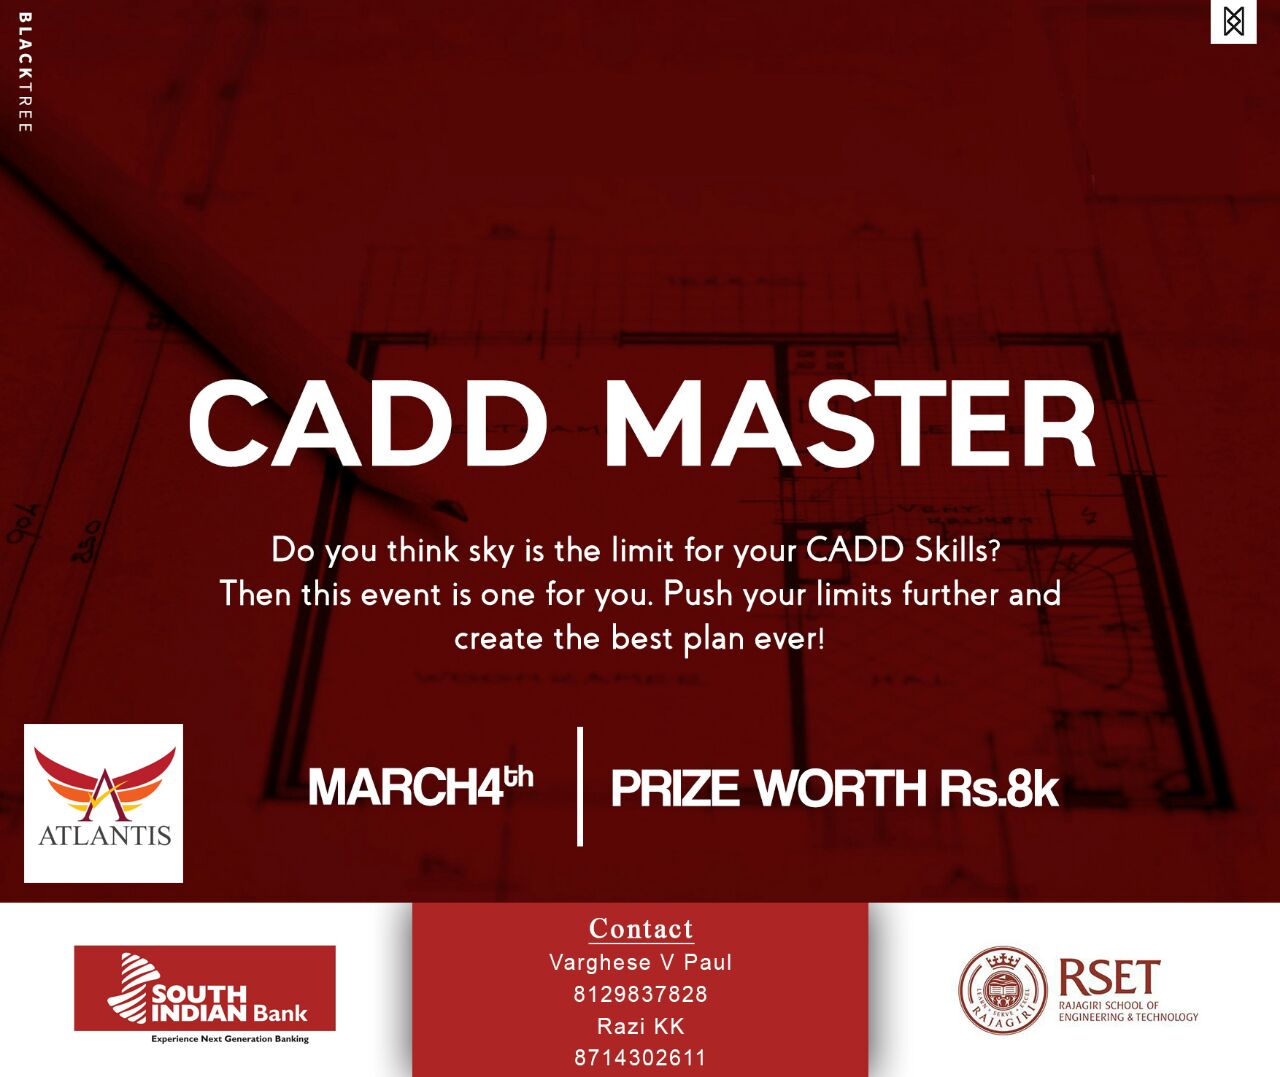 BLACKTREE
CADD MASTER
Do you think sky is the limit for your CADD Skills?
Then this event is one for you. Push your limits further and
create the best plan ever!
ATLANTIS
MARCH4th
PRIZE WORTH Rs.8k
SOUTH
INDIAN Bank
Experience Next Generation Banking
Contact
Varghese V Paul
8129837828
Razi KK
8714302611
LEARN • SERVE • EXCEL
RAJAGIRI
RSET
RAJAGIRI SCHOOL OF
ENGINEERING & TECHNOLOGY